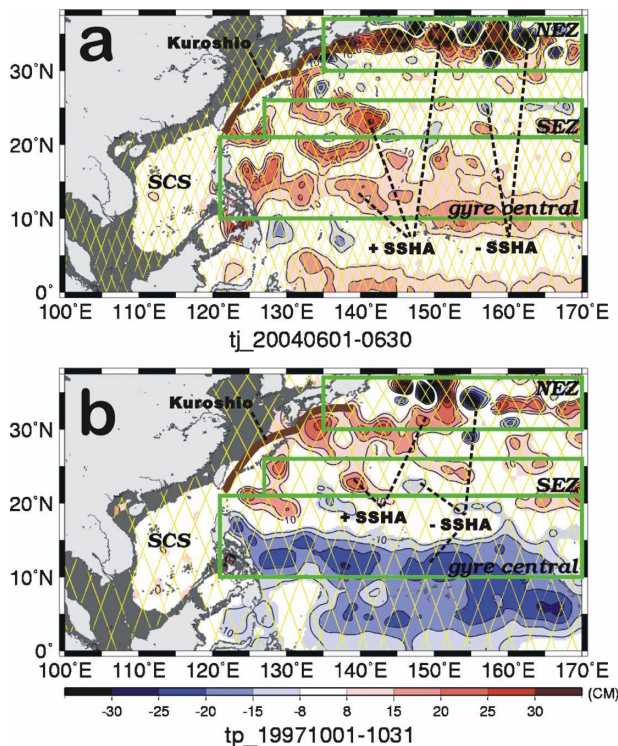 a
NEZ
Kuroshio
30°
SEZ
20°
SCS
gyre central
10°
+ SSHA
- SSHA
0°
100°E 110°E 120°E 130°E 140°E 150°E 160°E 170°E
tj_20040601-0630
b
NEZ
Kuroshio
30°
SEZ
20°
+ SSHA
- SSHA
SCS
gyre central
10°
0°
100°E 110°E 120°E 130°E 140°E 150°E 160°E 170°E
(CM)
-30 -25 -20 -15 -8 8 15 20 25 30
tp_19971001-1031